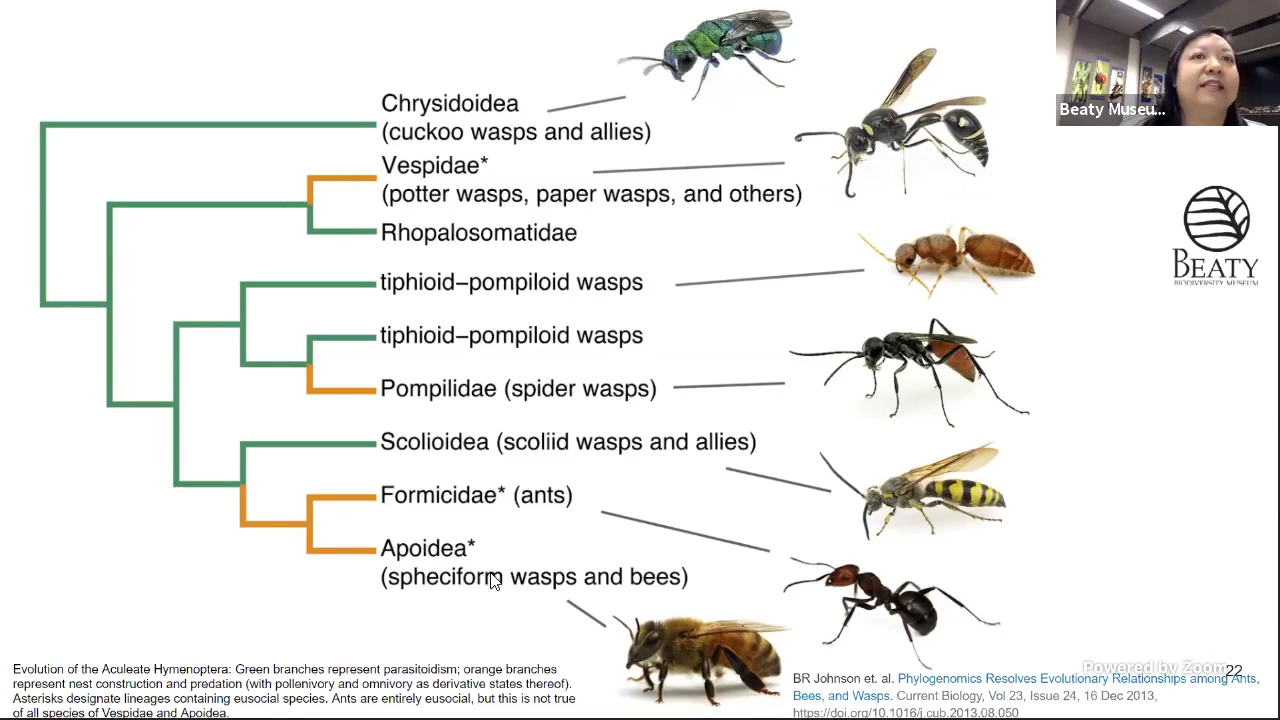 Chrysidoidea
(cuckoo wasps and allies)
Vespidae*
(potter wasps, paper wasps, and others)
Rhopalosomatidae
tiphioid–pompiloid wasps
tiphioid–pompiloid wasps
Pompilidae (spider wasps)
Scolioidea (scoliid wasps and allies)
Formicidae* (ants)
Apoidea*
(spheciform wasps and bees)
Beaty Museu...
BEATY
BIODIVERSITY MUSEUM
Evolution of the Aculeate Hymenoptera: Green branches represent parasitoidism; orange branches
represent nest construction and predation (with pollenivory and omnivory as derivative states thereof).
Asterisks designate lineages containing eusocial species. Ants are entirely eusocial, but this is not true
of all species of Vespidae and Apoidea.
Powered by Zoom
22
BR Johnson et. al. Phylogenomics Resolves Evolutionary Relationships among Ants,
Bees, and Wasps. Current Biology, Vol 23, Issue 24, 16 Dec 2013,
https://doi.org/10.1016/j.cub.2013.08.050